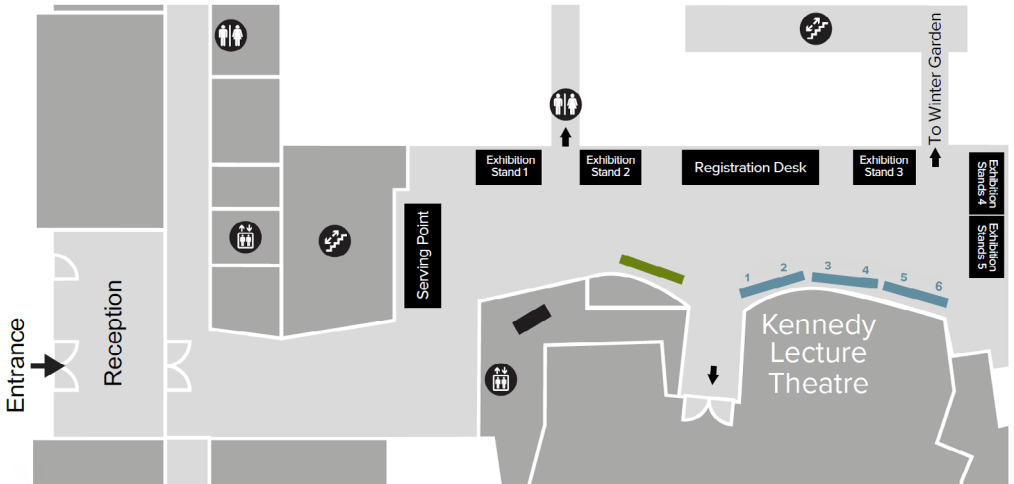 To Winter Garden
Exhibition
Stand 1
Exhibition
Stand 2
Registration Desk
Exhibition
Stand 3
Exhibition
Stands 4
Exhibition
Stands 5
Serving Point
1
2
3
4
5
6
Kennedy
Lecture
Theatre
Reception
Entrance